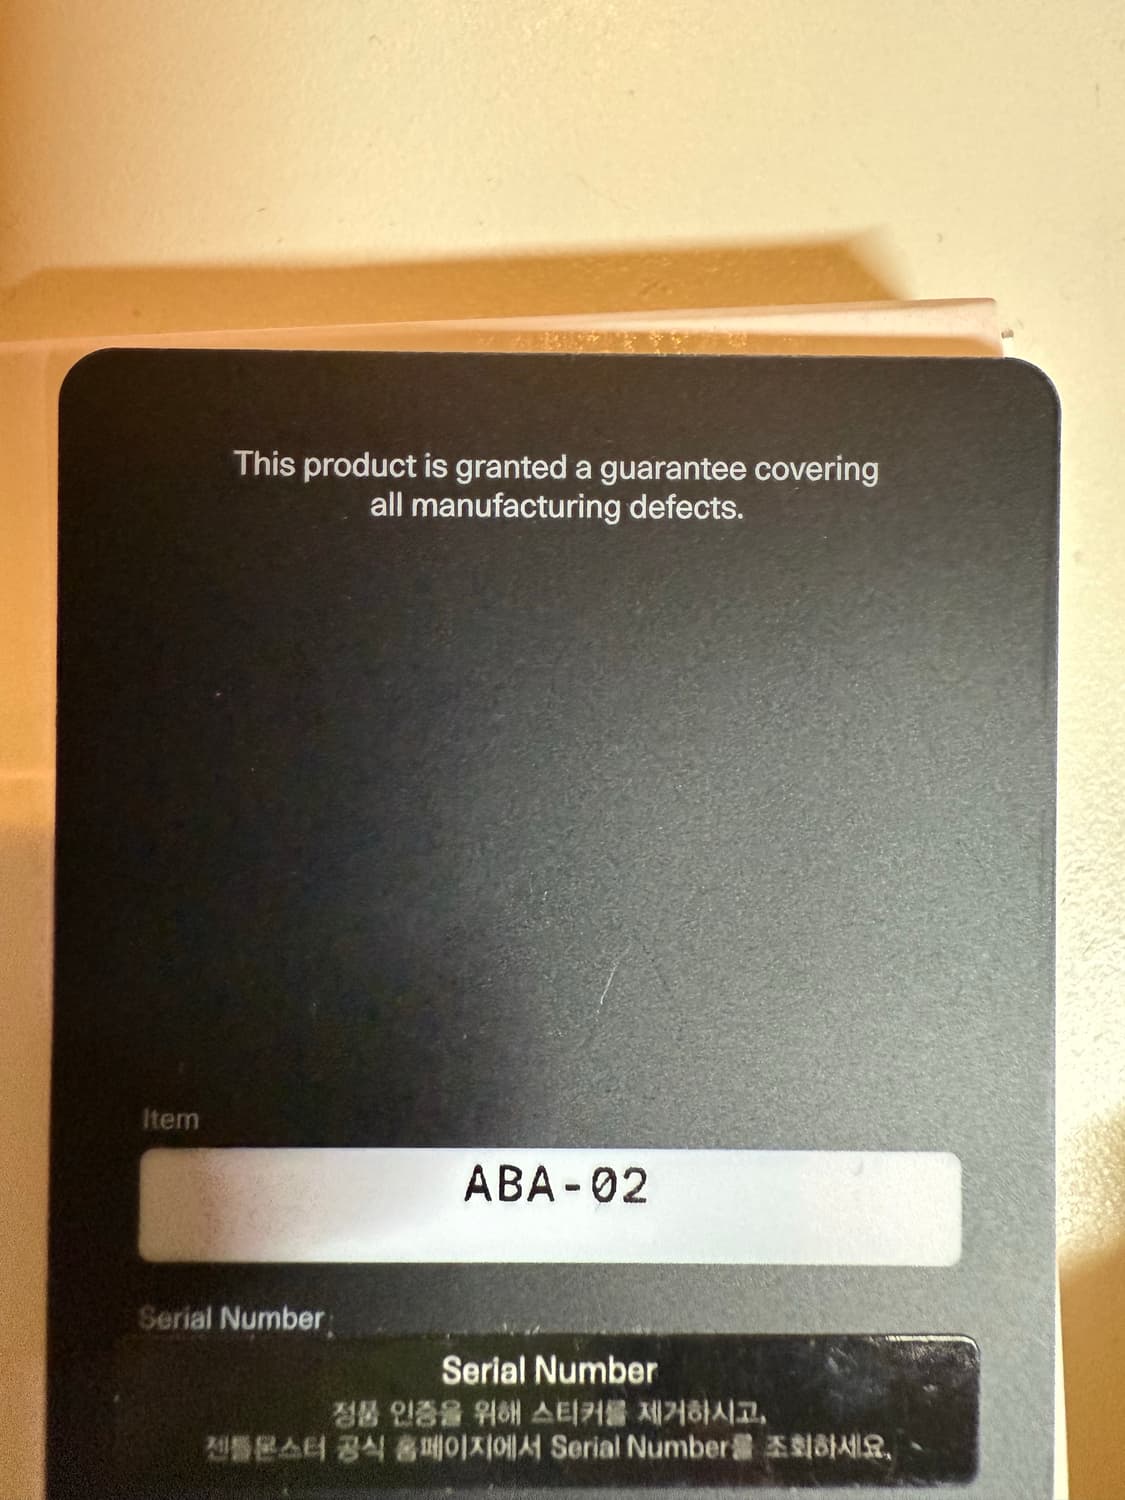 This product is granted a guarantee covering
all manufacturing defects.
Item
ABA-02
Serial Number
Serial Number
정품 인증을 위해 스티커를 제거하시고,
젠틀몬스터 공식 홈페이지에서 Serial Number를 조회하세요.